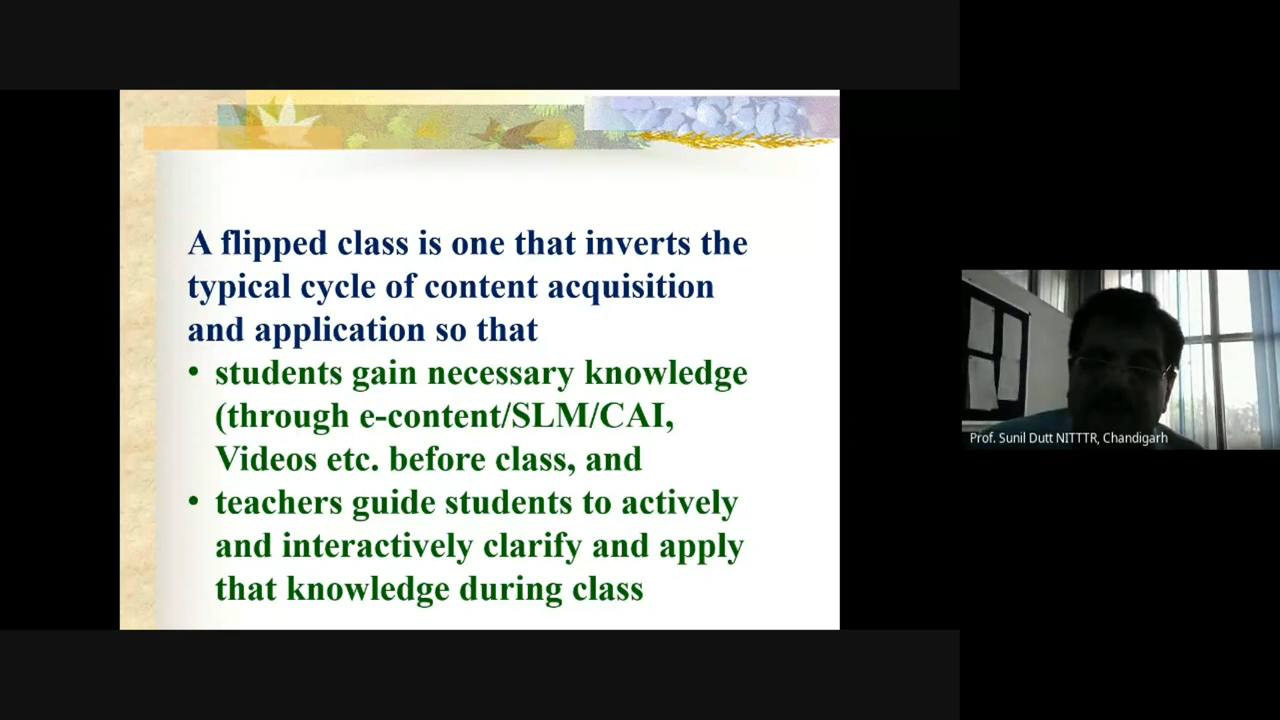 A flipped class is one that inverts the
typical cycle of content acquisition
and application so that
• students gain necessary knowledge
(through e-content/SLM/CAI,
Videos etc. before class, and
• teachers guide students to actively
and interactively clarify and apply
that knowledge during class
Prof. Sunil Dutt NITTTR, Chandigarh